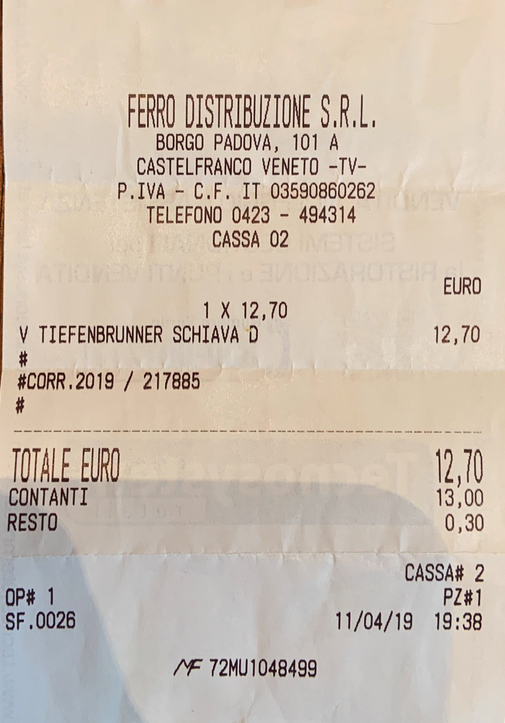 FERRO DISTRIBUZIONE S.R.L.
BORGO PADOVA, 101 A
CASTELFRANCO VENETO -TV-
P.IVA - C.F. IT 03590860262
TELEFONO 0423 - 494314
CASSA 02
EURO
1 X 12,70
V TIEFENBRUNNER SCHIAVA D 12,70
#
#CORR.2019 / 217885
#
TOTALE EURO 12,70
CONTANTI 13,00
RESTO 0,30
CASSA# 2
OP# 1 PZ#1
SF.0026 11/04/19 19:38
MF 72MU1048499